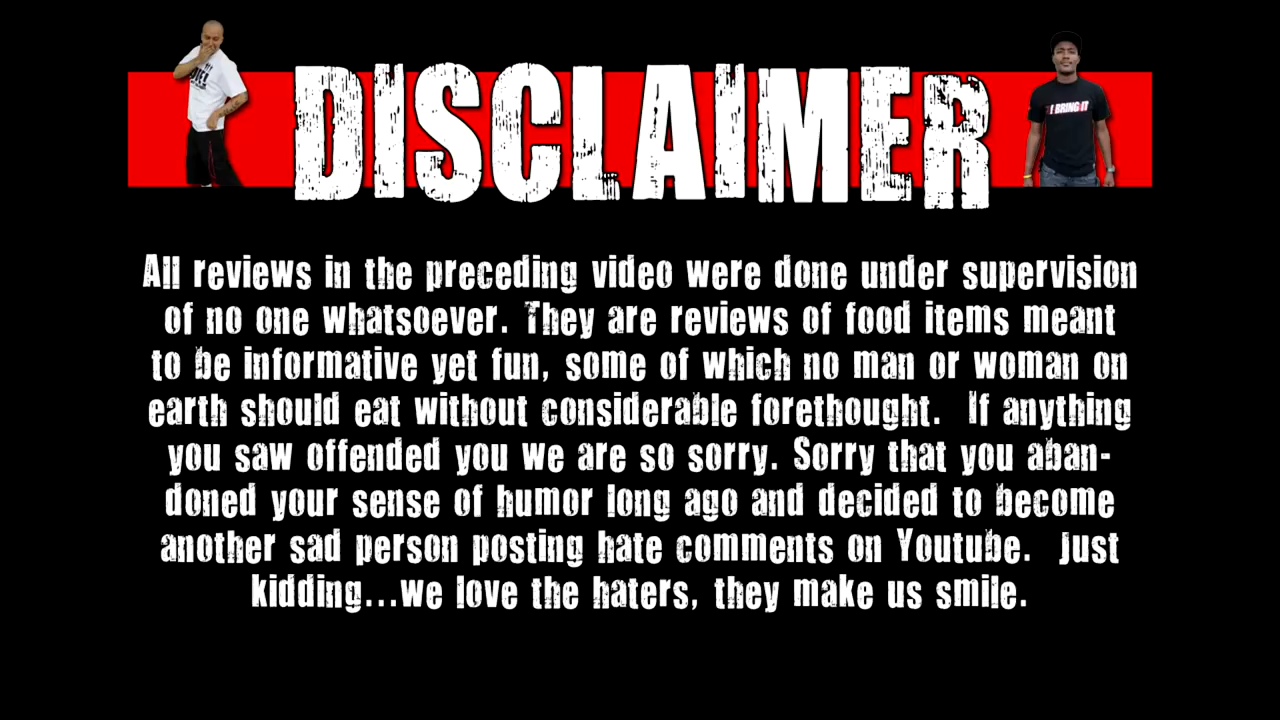 DISCLAIMER
I BRING IT
All reviews in the preceding video were done under supervision
of no one whatsoever. They are reviews of food items meant
to be informative yet fun, some of which no man or woman on
earth should eat without considerable forethought. If anything
you saw offended you we are so sorry. Sorry that you aban-
doned your sense of humor long ago and decided to become
another sad person posting hate comments on Youtube. Just
kidding...we love the haters, they make us smile.